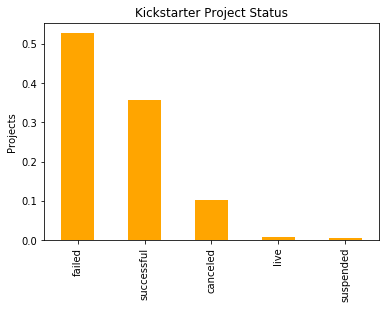 Kickstarter Project Status
Projects
0.5
0.4
0.3
0.2
0.1
0.0
failed
successful
canceled
live
suspended